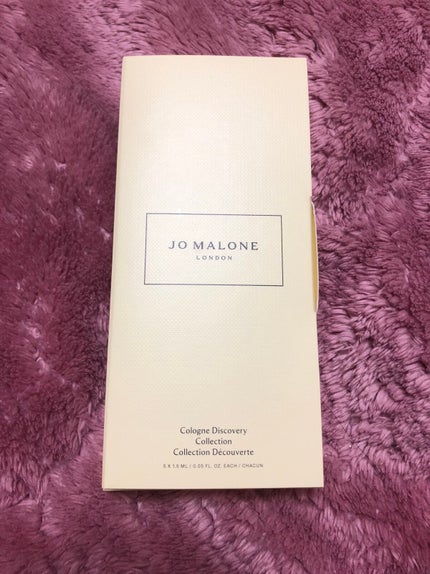 JO MALONE
LONDON
Cologne Discovery
Collection
Collection Découverte
5 X 1.5 ML / 0.05 FL. OZ. EACH / CHACUN